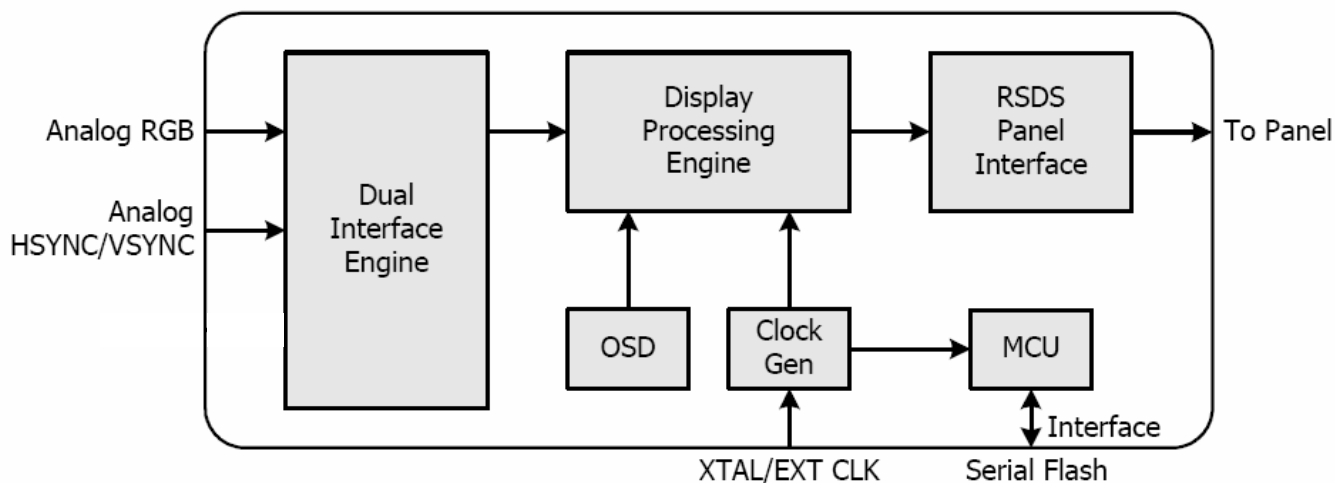 Analog RGB
Analog
HSYNC/VSYNC
Dual
Interface
Engine
Display
Processing
Engine
RSDS
Panel
Interface
To Panel
OSD
Clock
Gen
MCU
Interface
XTAL/EXT CLK
Serial Flash